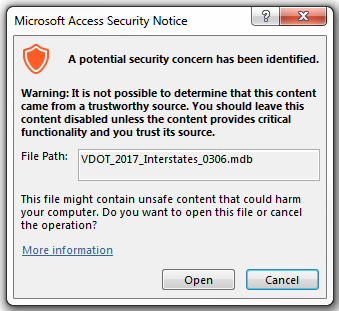 Microsoft Access Security Notice
?
A potential security concern has been identified.
Warning: It is not possible to determine that this content
came from a trustworthy source. You should leave this
content disabled unless the content provides critical
functionality and you trust its source.
File Path: VDOT_2017_Interstates_0306.mdb
This file might contain unsafe content that could harm
your computer. Do you want to open this file or cancel
the operation?
More information
Open Cancel